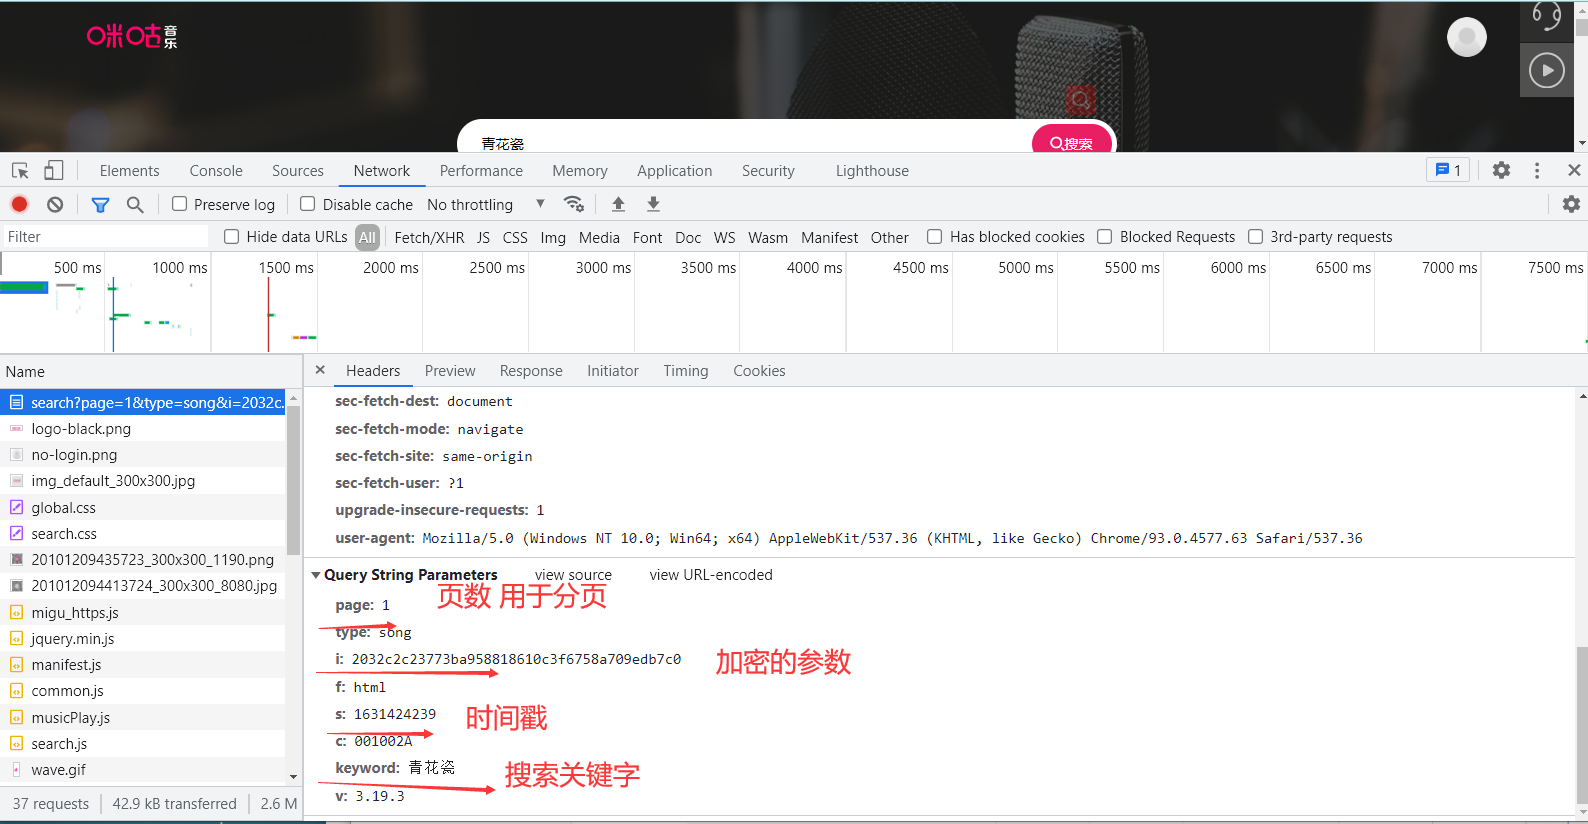 咪咕音乐
青花瓷
搜索
Elements Console Sources Network Performance Memory Application Security Lighthouse 1
Preserve log Disable cache No throttling
Filter Hide data URLs All Fetch/XHR JS CSS Img Media Font Doc WS Wasm Manifest Other Has blocked cookies Blocked Requests 3rd-party requests
500 ms 1000 ms 1500 ms 2000 ms 2500 ms 3000 ms 3500 ms 4000 ms 4500 ms 5000 ms 5500 ms 6000 ms 6500 ms 7000 ms 7500 ms
Name
search?page=1&type=song&i=2032c...
logo-black.png
no-login.png
img_default_300x300.jpg
global.css
search.css
20101209435723_300x300_1190.png
201012094413724_300x300_8080.jpg
migu_https.js
jquery.min.js
manifest.js
common.js
musicPlay.js
search.js
wave.gif
37 requests 42.9 kB transferred 2.6 M
Headers Preview Response Initiator Timing Cookies
sec-fetch-dest: document
sec-fetch-mode: navigate
sec-fetch-site: same-origin
sec-fetch-user: ?1
upgrade-insecure-requests: 1
user-agent: Mozilla/5.0 (Windows NT 10.0; Win64; x64) AppleWebKit/537.36 (KHTML, like Gecko) Chrome/93.0.4577.63 Safari/537.36
Query String Parameters view source view URL-encoded
page: 1 页数 用于分页
type: song
i: 2032c2c23773ba958818610c3f6758a709edb7c0 加密的参数
f: html
s: 1631424239 时间戳
c: 001002A
keyword: 青花瓷 搜索关键字
v: 3.19.3